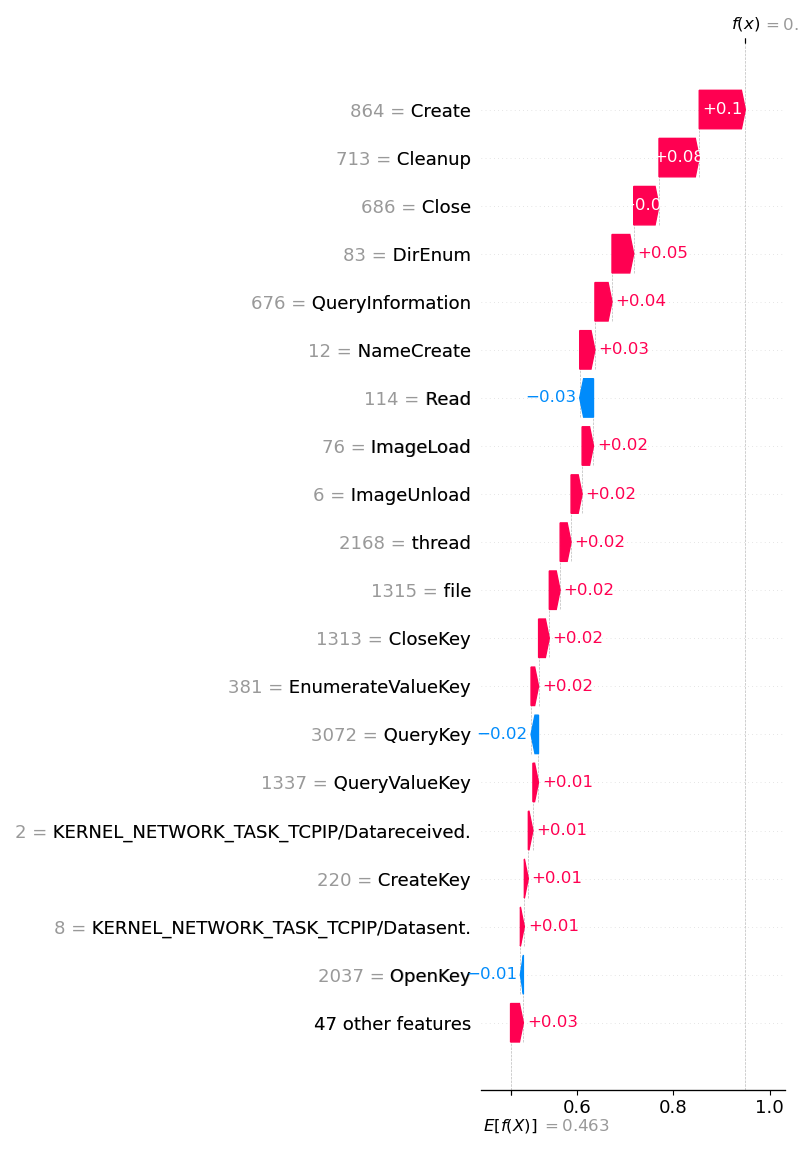 f(x) = 0.
864 = Create +0.1
713 = Cleanup +0.08
686 = Close
83 = DirEnum +0.05
676 = QueryInformation +0.04
12 = NameCreate +0.03
114 = Read −0.03
76 = ImageLoad +0.02
6 = ImageUnload +0.02
2168 = thread +0.02
1315 = file +0.02
1313 = CloseKey +0.02
381 = EnumerateValueKey +0.02
3072 = QueryKey −0.02
1337 = QueryValueKey +0.01
2 = KERNEL_NETWORK_TASK_TCPIP/Datareceived. +0.01
220 = CreateKey +0.01
8 = KERNEL_NETWORK_TASK_TCPIP/Datasent. +0.01
2037 = OpenKey −0.01
47 other features +0.03
0.6 0.8 1.0
E[f(X)] = 0.463